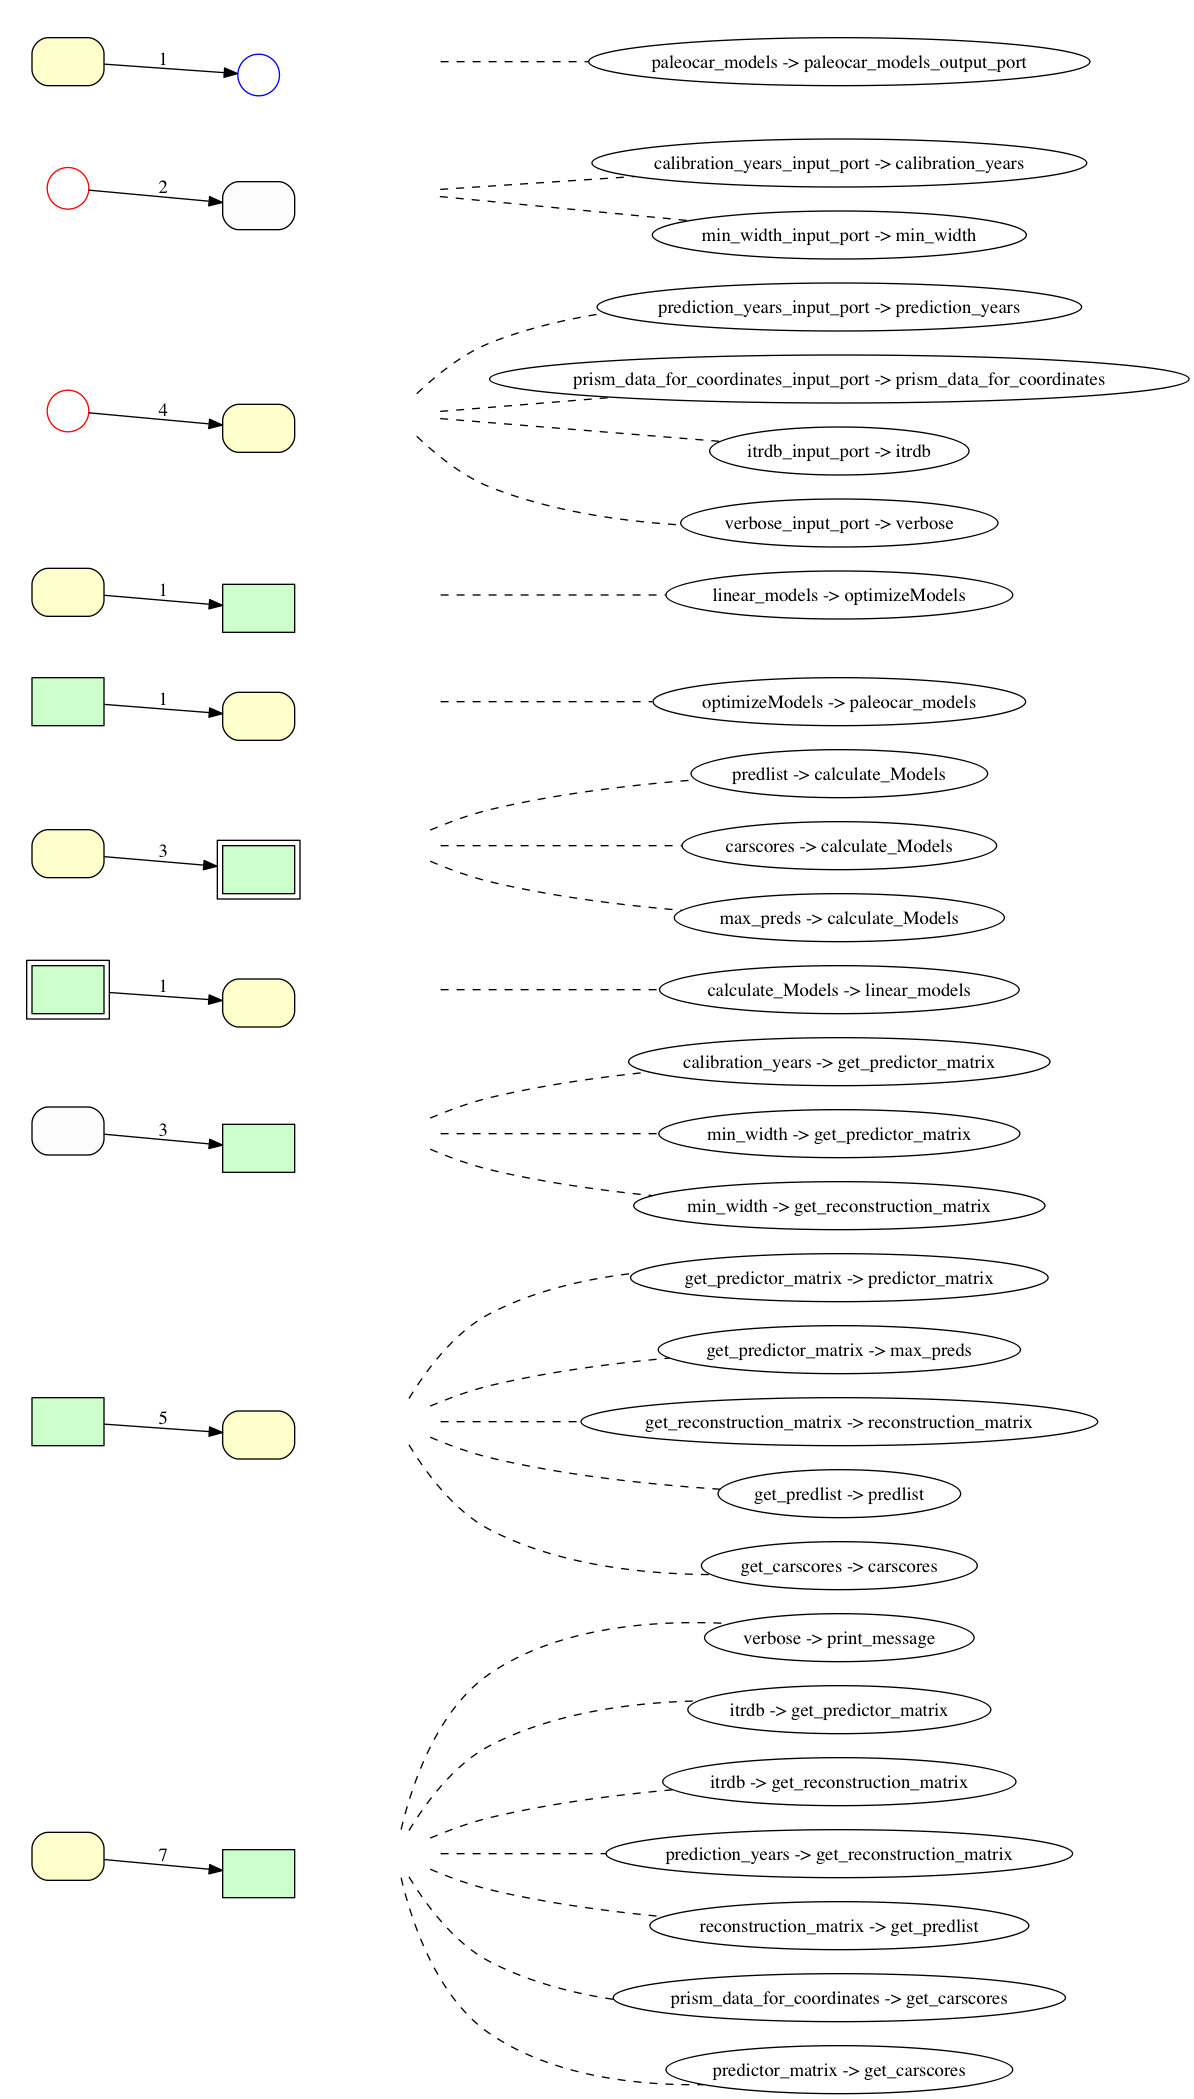 1
paleocar_models -> paleocar_models_output_port
2
calibration_years_input_port -> calibration_years
min_width_input_port -> min_width
4
prediction_years_input_port -> prediction_years
prism_data_for_coordinates_input_port -> prism_data_for_coordinates
itrdb_input_port -> itrdb
verbose_input_port -> verbose
1
linear_models -> optimizeModels
1
optimizeModels -> paleocar_models
3
predlist -> calculate_Models
carscores -> calculate_Models
max_preds -> calculate_Models
1
calculate_Models -> linear_models
3
calibration_years -> get_predictor_matrix
min_width -> get_predictor_matrix
min_width -> get_reconstruction_matrix
5
get_predictor_matrix -> predictor_matrix
get_predictor_matrix -> max_preds
get_reconstruction_matrix -> reconstruction_matrix
get_predlist -> predlist
get_carscores -> carscores
7
verbose -> print_message
itrdb -> get_predictor_matrix
itrdb -> get_reconstruction_matrix
prediction_years -> get_reconstruction_matrix
reconstruction_matrix -> get_predlist
prism_data_for_coordinates -> get_carscores
predictor_matrix -> get_carscores